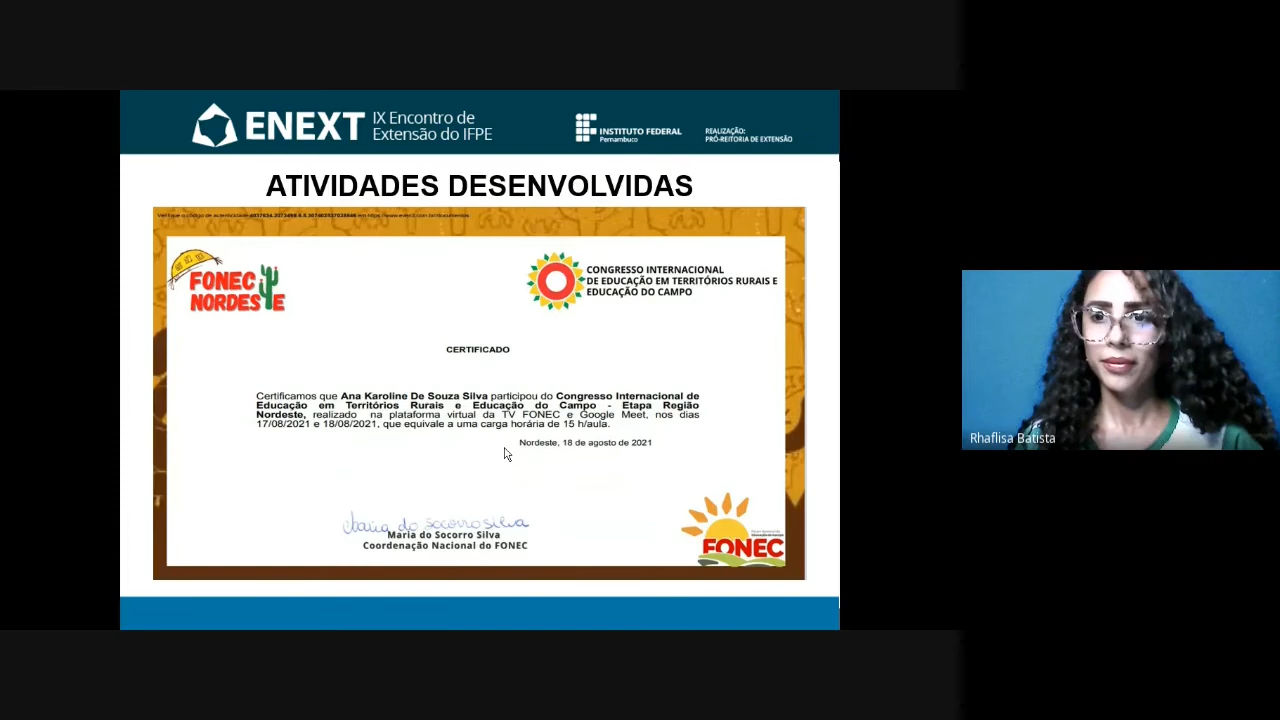 ENEXT
IX Encontro de
Extensão do IFPE
INSTITUTO FEDERAL
Pernambuco
REALIZAÇÃO:
PRÓ-REITORIA DE EXTENSÃO
ATIVIDADES DESENVOLVIDAS
FONEC
NORDESTE
CONGRESSO INTERNACIONAL
DE EDUCAÇÃO EM TERRITÓRIOS RURAIS E
EDUCAÇÃO DO CAMPO
CERTIFICADO
Certificamos que Ana Karoline De Souza Silva participou do Congresso Internacional de
Educação em Territórios Rurais e Educação do Campo - Etapa Região
Nordeste, realizado na plataforma virtual da TV FONEC e Google Meet, nos dias
17/08/2021 e 18/08/2021, que equivale a uma carga horária de 15 h/aula.
Nordeste, 18 de agosto de 2021
Maria do Socorro Silva
Maria do Socorro Silva
Coordenação Nacional do FONEC
FONEC
Rhaflisa Batista